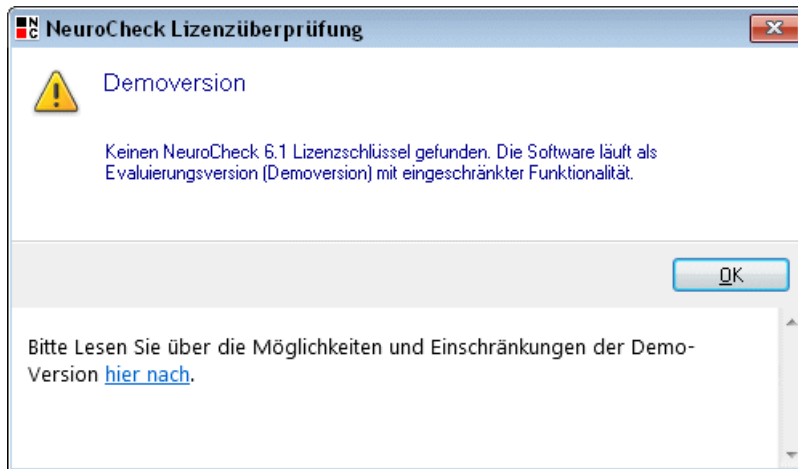 NC NeuroCheck Lizenzüberprüfung
Demoversion
Keinen NeuroCheck 6.1 Lizenzschlüssel gefunden. Die Software läuft als
Evaluierungsversion (Demoversion) mit eingeschränkter Funktionalität.
OK
Bitte Lesen Sie über die Möglichkeiten und Einschränkungen der Demo-
Version hier nach.